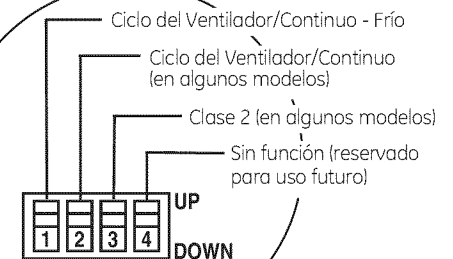 Ciclo del Ventilador/Continuo - Frío
Ciclo del Ventilador/Continuo
(en algunos modelos)
Clase 2 (en algunos modelos)
Sin función (reservado
para uso futuro)
UP
1 2 3 4
DOWN